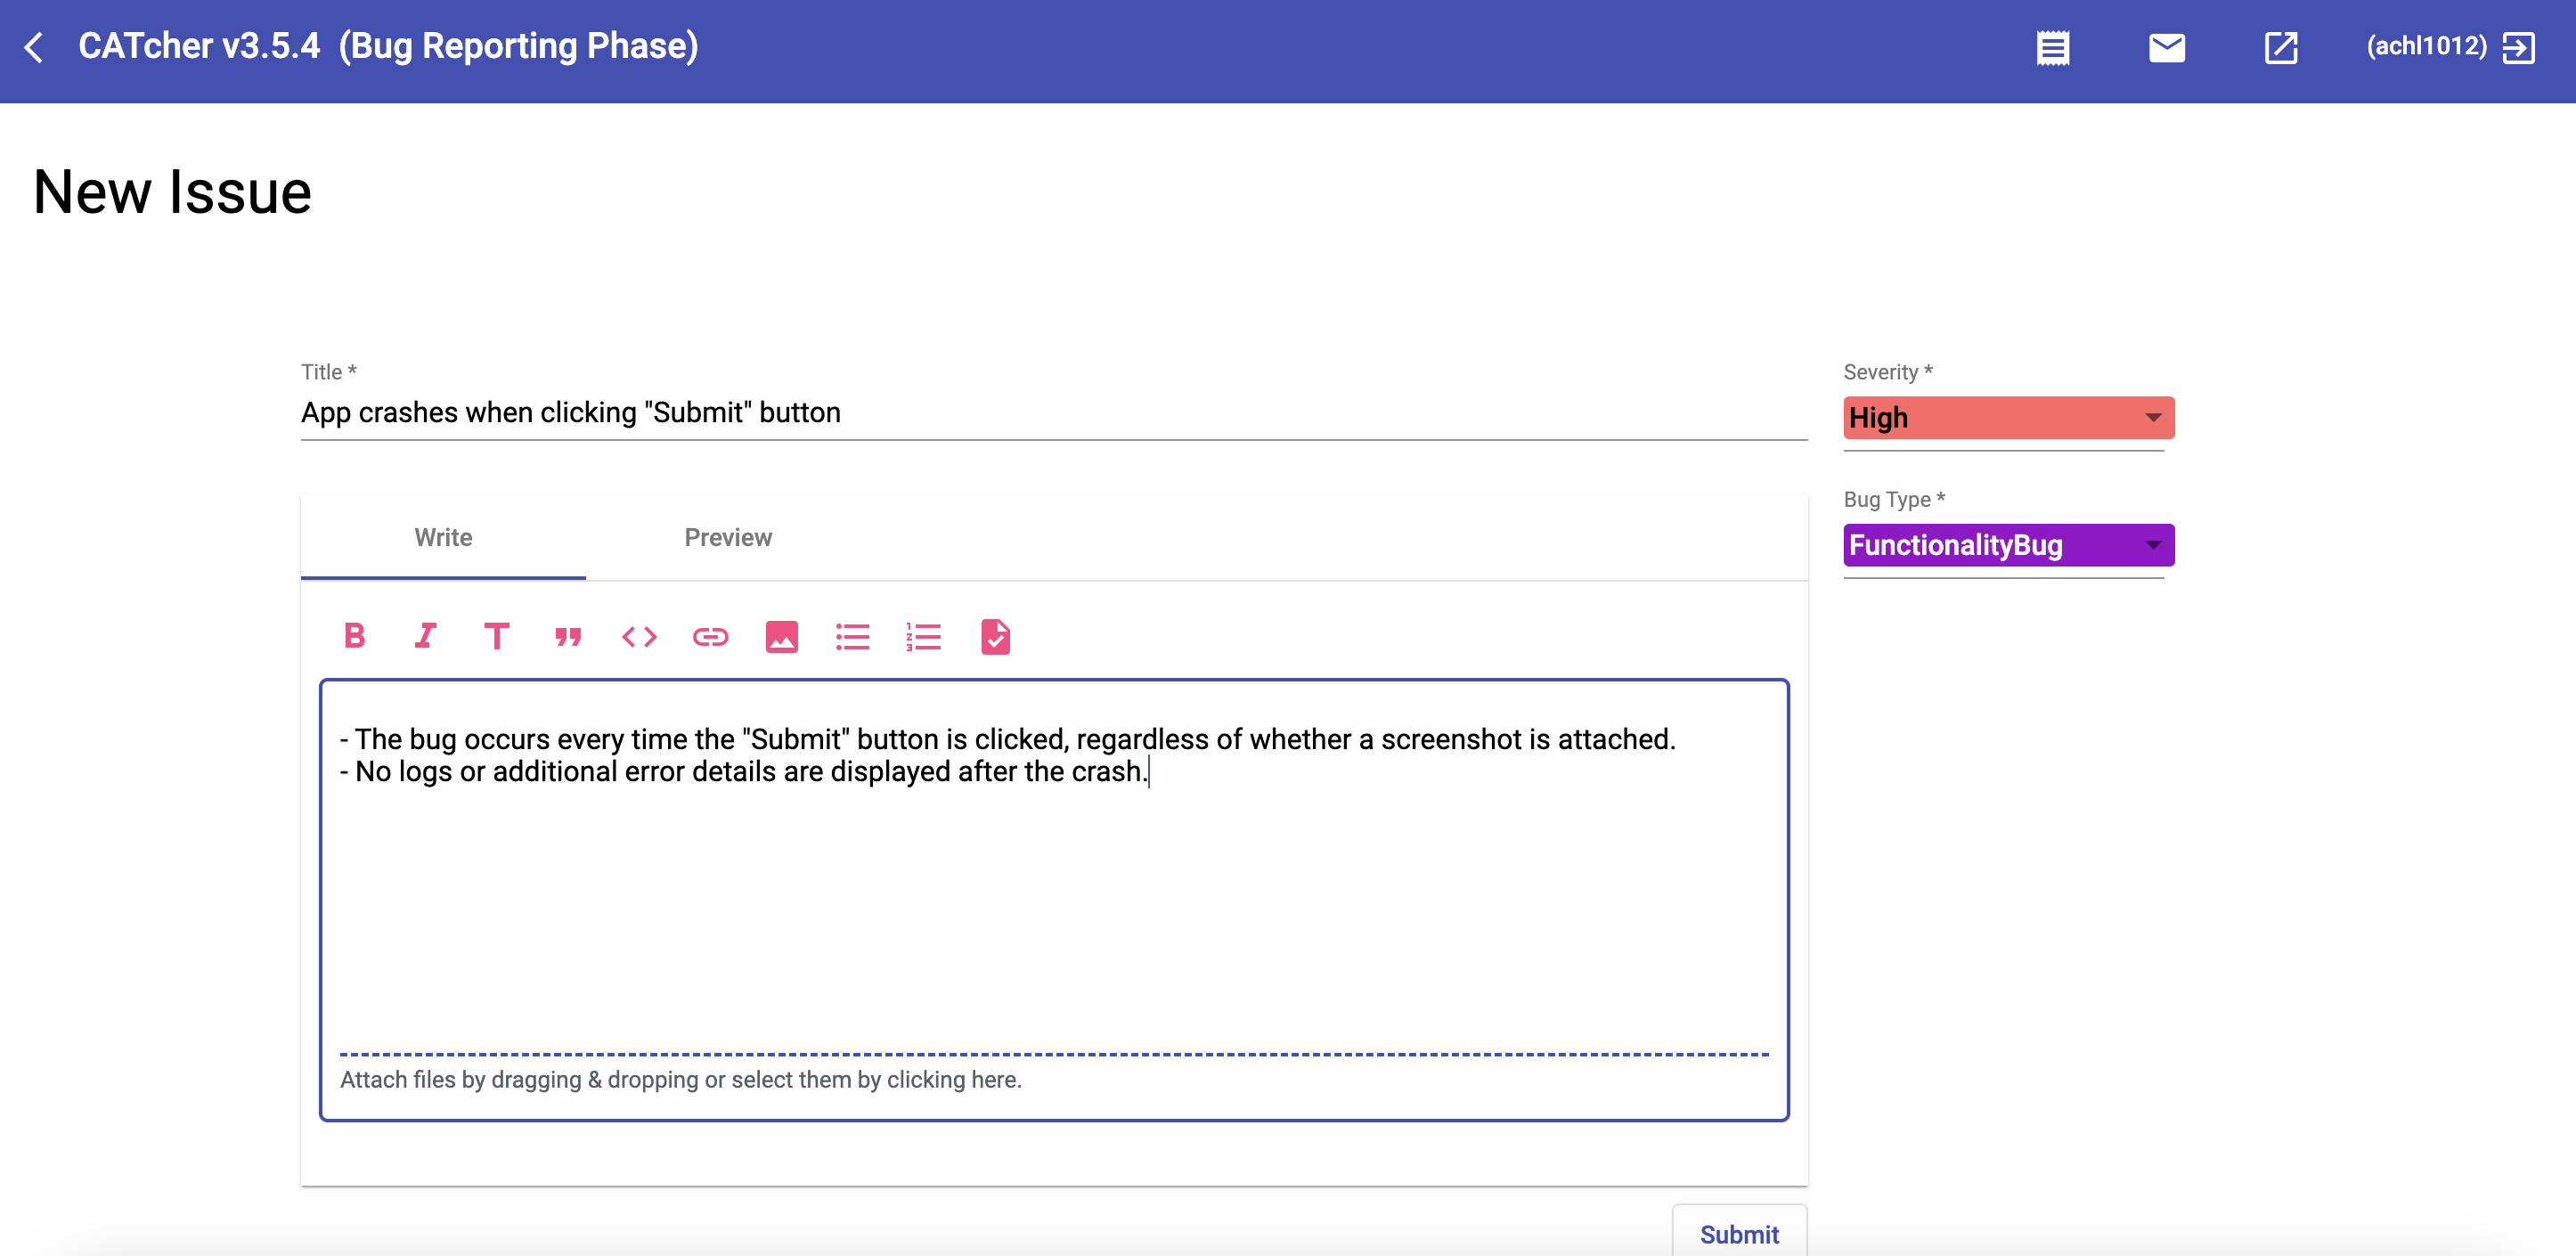 CATcher v3.5.4 (Bug Reporting Phase)
(achl1012)
New Issue
Title *
App crashes when clicking "Submit" button
Severity *
High
Bug Type *
FunctionalityBug
Write
Preview
- The bug occurs every time the "Submit" button is clicked, regardless of whether a screenshot is attached.
- No logs or additional error details are displayed after the crash.
Attach files by dragging & dropping or select them by clicking here.
Submit